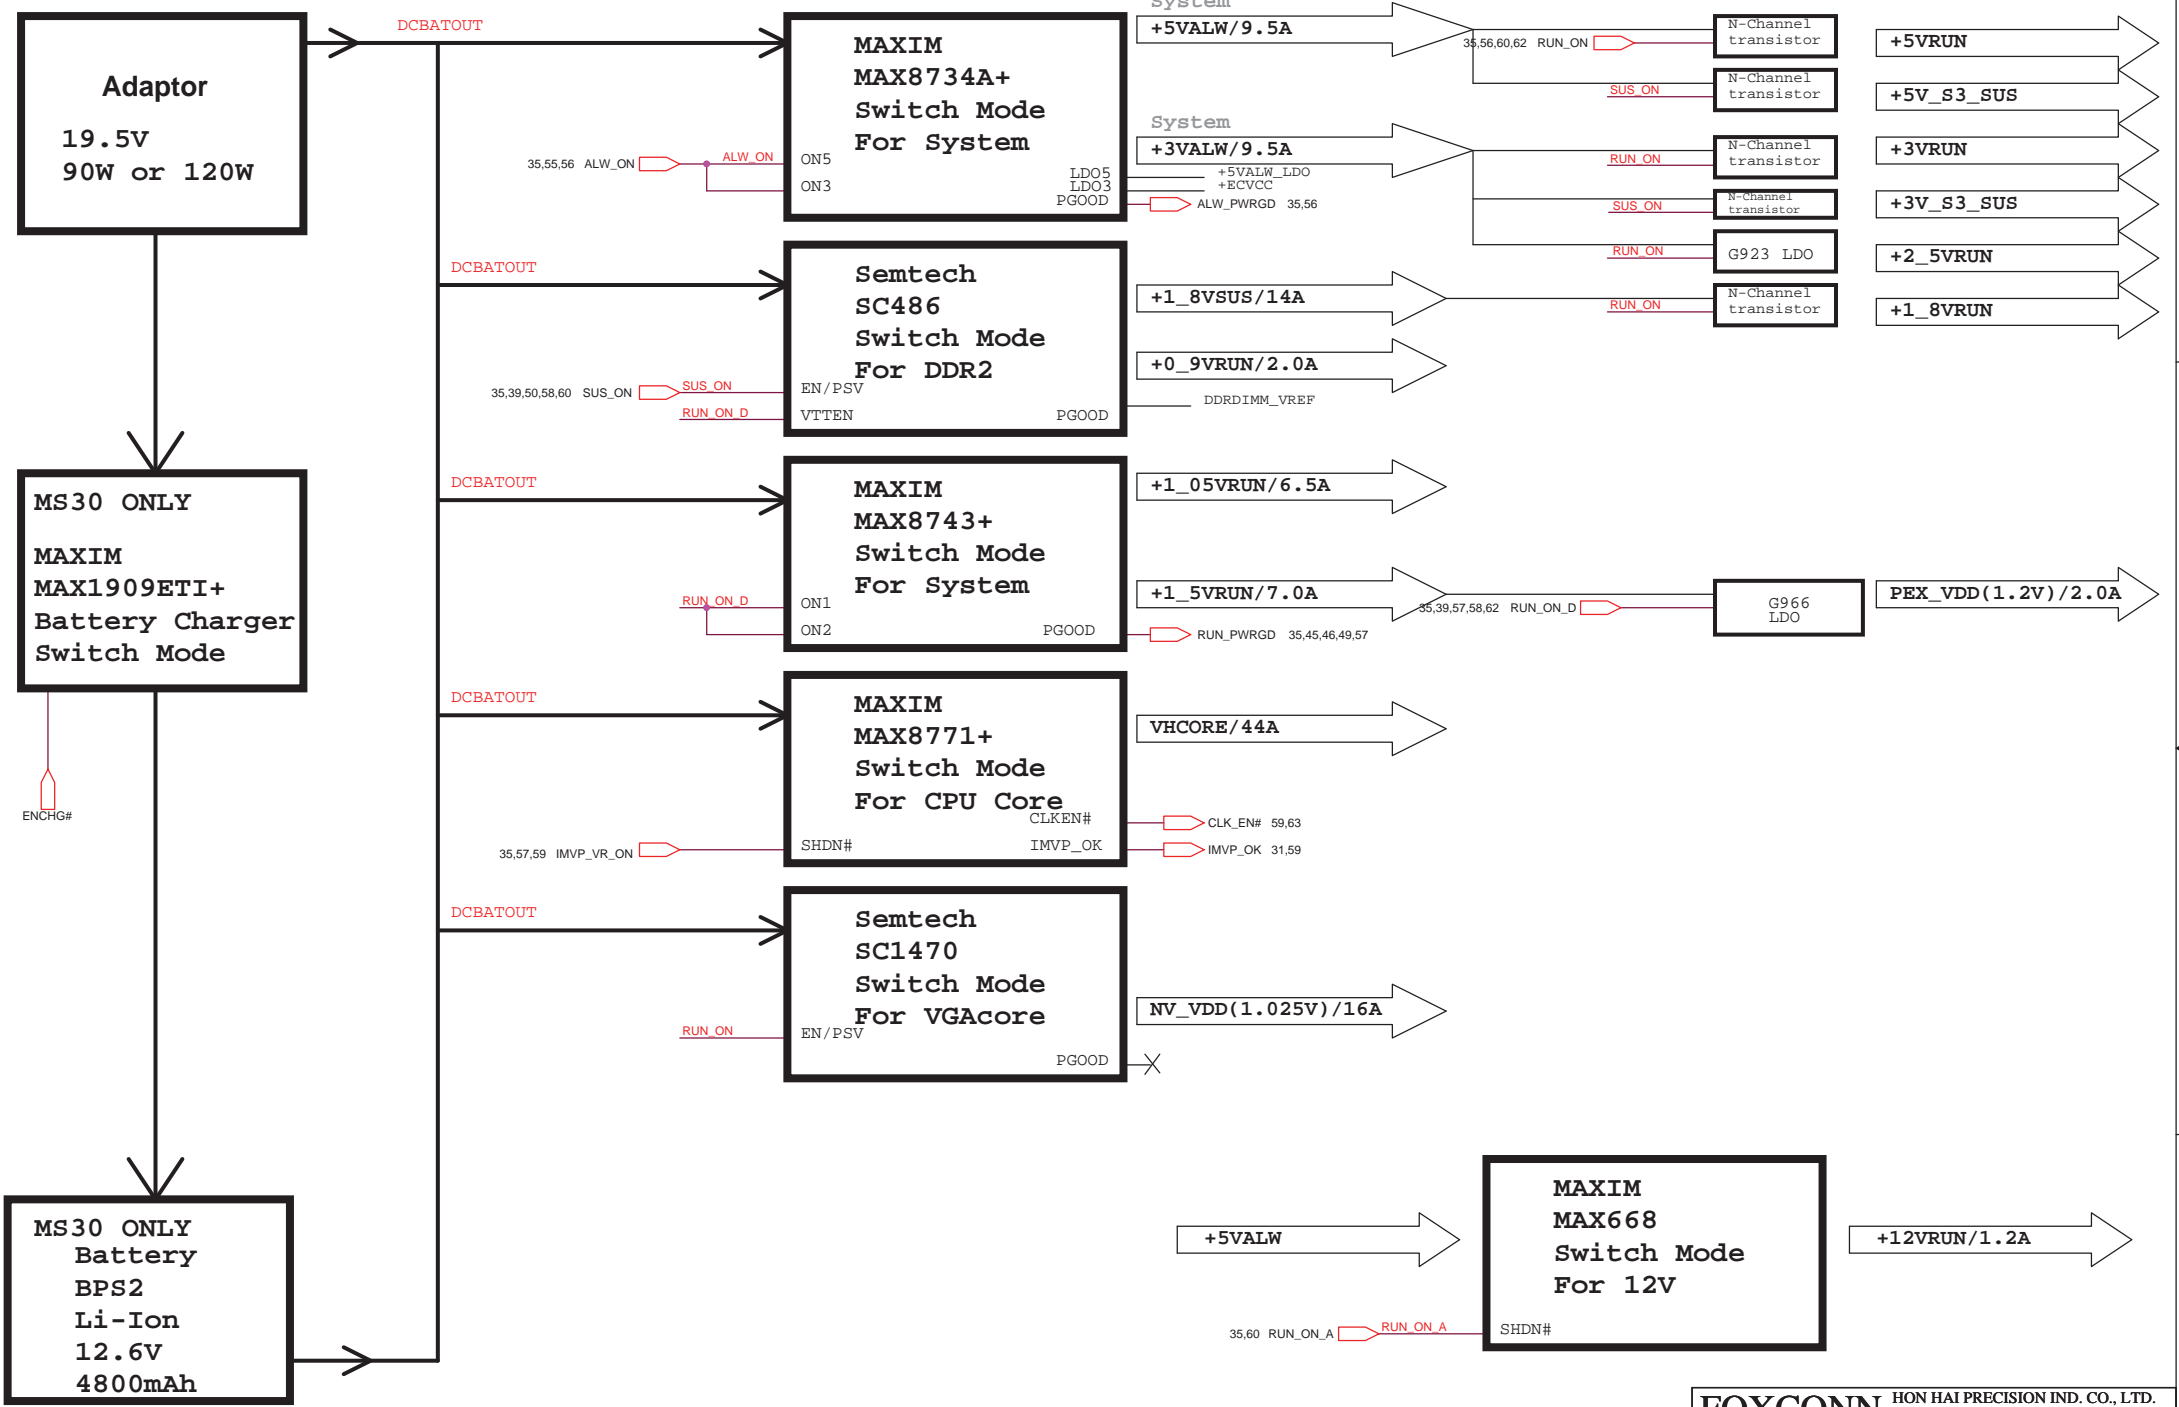 Adaptor
19.5V
90W or 120W
MS30 ONLY
MAXIM
MAX1909ETI+
Battery Charger
Switch Mode
ENCHG#
MS30 ONLY
Battery
BPS2
Li-Ion
12.6V
4800mAh
DCBATOUT
MAXIM
MAX8734A+
Switch Mode
For System
35,55,56 ALW_ON
ALW_ON
ON5
ON3
LDO5
LDO3
PGOOD
+5VALW_LDO
+ECVCC
ALW_PWRGD 35,56
System
+5VALW/9.5A
System
+3VALW/9.5A
35,56,60,62 RUN_ON
N-Channel
transistor
+5VRUN
SUS_ON
N-Channel
transistor
+5V_S3_SUS
RUN_ON
N-Channel
transistor
+3VRUN
SUS_ON
N-Channel
transistor
+3V_S3_SUS
RUN_ON
G923 LDO
+2_5VRUN
DCBATOUT
Semtech
SC486
Switch Mode
For DDR2
35,39,50,58,60 SUS_ON
SUS_ON
EN/PSV
RUN_ON_D
VTTEN
PGOOD
DDRDIMM_VREF
+1_8VSUS/14A
+0_9VRUN/2.0A
RUN_ON
N-Channel
transistor
+1_8VRUN
DCBATOUT
MAXIM
MAX8743+
Switch Mode
For System
RUN_ON_D
ON1
ON2
PGOOD
RUN_PWRGD 35,45,46,49,57
+1_05VRUN/6.5A
+1_5VRUN/7.0A
35,39,57,58,62 RUN_ON_D
G966
LDO
PEX_VDD(1.2V)/2.0A
DCBATOUT
MAXIM
MAX8771+
Switch Mode
For CPU Core
CLKEN#
IMVP_OK
35,57,59 IMVP_VR_ON
SHDN#
CLK_EN# 59,63
IMVP_OK 31,59
VHCORE/44A
DCBATOUT
Semtech
SC1470
Switch Mode
For VGAcore
RUN_ON
EN/PSV
PGOOD
NV_VDD(1.025V)/16A
+5VALW
MAXIM
MAX668
Switch Mode
For 12V
35,60 RUN_ON_A
RUN_ON_A
SHDN#
+12VRUN/1.2A
FOXCONN HON HAI PRECISION IND. CO., LTD.